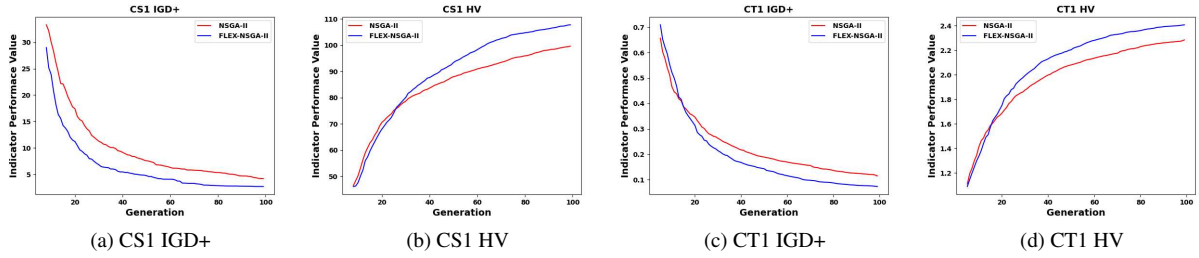 CS1 IGD+
NSGA-II
FLEX-NSGA-II
Indicator Performace Value
30
25
20
15
10
5
20
40
60
80
100
Generation
(a) CS1 IGD+
CS1 HV
NSGA-II
FLEX-NSGA-II
Indicator Performace Value
110
100
90
80
70
60
50
20
40
60
80
100
Generation
(b) CS1 HV
CT1 IGD+
NSGA-II
FLEX-NSGA-II
Indicator Performace Value
0.7
0.6
0.5
0.4
0.3
0.2
0.1
20
40
60
80
100
Generation
(c) CT1 IGD+
CT1 HV
NSGA-II
FLEX-NSGA-II
Indicator Performace Value
2.4
2.2
2.0
1.8
1.6
1.4
1.2
20
40
60
80
100
Generation
(d) CT1 HV